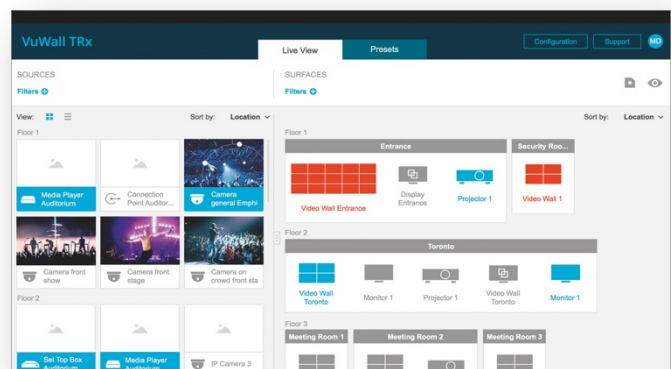 VuWall TRx
Live View
Presets
Configuration
Support
MD
SOURCES
Filters
SURFACES
Filters
View:
Sort by: Location
Sort by: Location
Floor 1
Media Player
Auditorium
Connection
Point Auditor...
Camera
general Emphi
Camera front
show
Camera front
stage
Camera on
crowd front sta
Floor 2
Set Top Box
Auditorium
Media Player
Auditorium
IP Camera 3
Floor 1
Entrance
Security Roo...
Video Wall Entrance
Display
Entrance
Projector 1
Video Wall 1
Floor 2
Toronto
Video Wall
Toronto
Monitor 1
Projector 1
Video Wall
Toronto
Monitor 1
Floor 3
Meeting Room 1
Meeting Room 2
Meeting Room 3